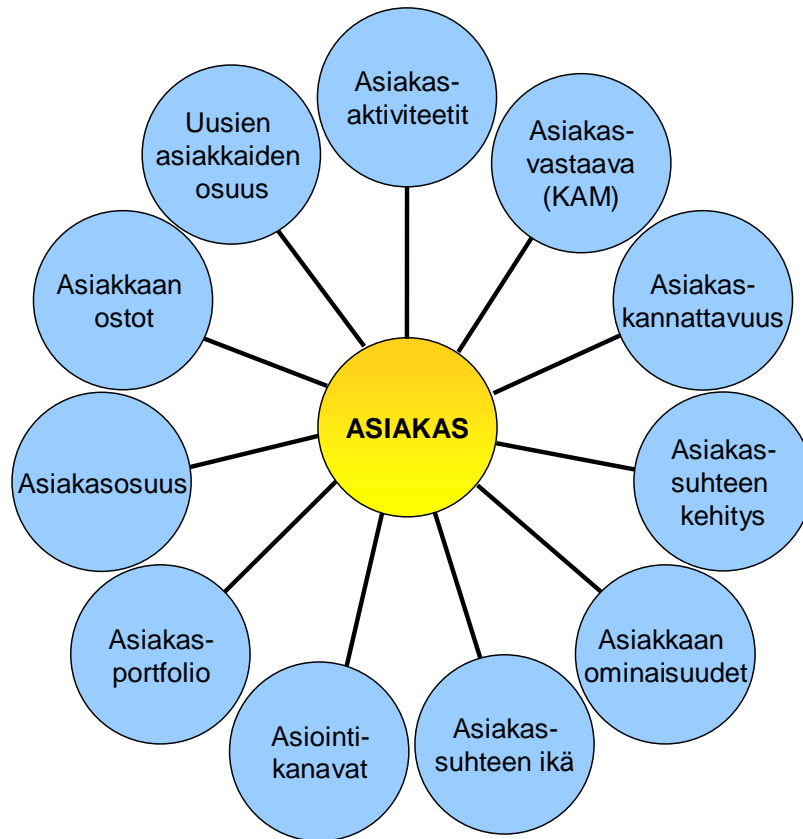 Asiakas-
aktiviteetit
Asiakas-
vastaava
(KAM)
Asiakas-
kannattavuus
Asiakas-
suhteen
kehitys
Asiakkaan
ominaisuudet
Asiakas-
suhteen ikä
Asiointi-
kanavat
Asiakas-
portfolio
Asiakasosuus
Asiakkaan
ostot
Uusien
asiakkaiden
osuus
ASIAKAS